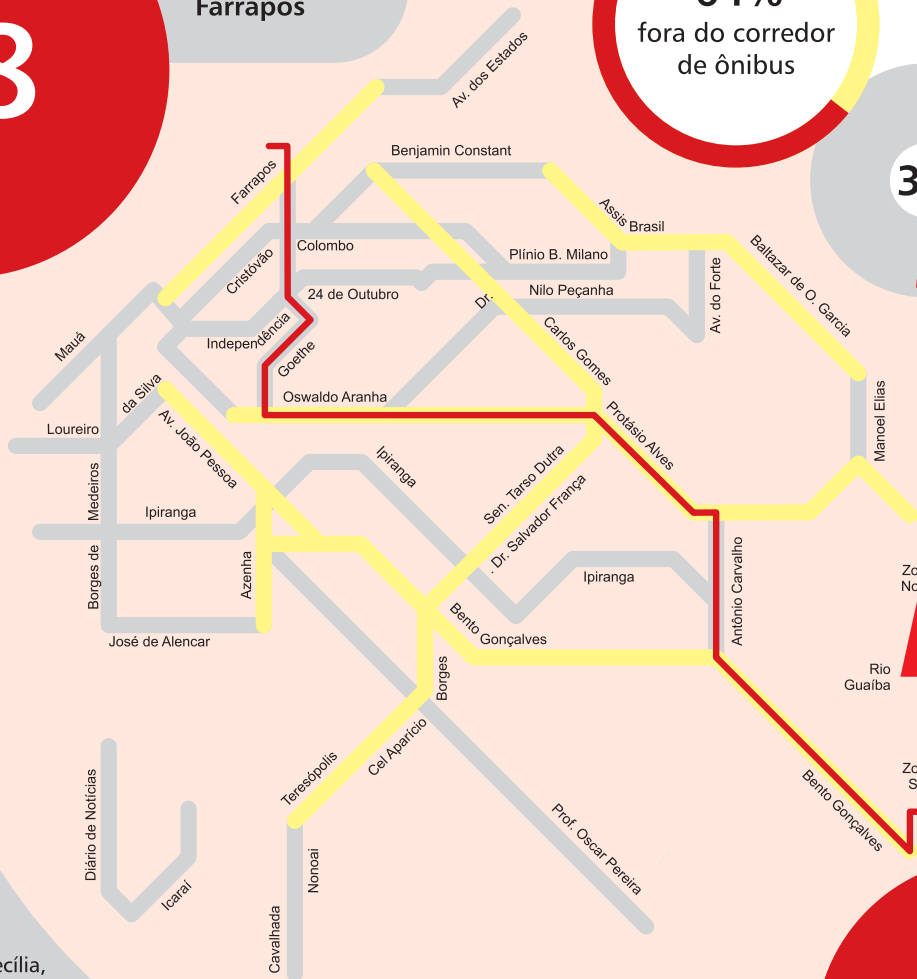 Farrapos
8
fora do corredor
de ônibus
3
Av. dos Estados
Benjamin Constant
Farrapos
Assis
Brasil
Colombo
Cristóvão
Plínio B. Milano
Baltazar de O. Garcia
Av. do Forte
24 de Outubro
Nilo Peçanha
Dr.
Carlos Gomes
Mauá
Independência
Goethe
Oswaldo Aranha
da Silva
Loureiro
Av. João Pessoa
Protásio Alves
Manoel Elias
Ipiranga
Medeiros
Borges de
Ipiranga
Sen. Tarso Dutra
. Dr. Salvador França
Azenha
Ipiranga
Antônio Carvalho
José de Alencar
Bento
Gonçalves
Borges
Rio
Guaíba
Cel Aparício
Teresópolis
Bento Gonçalves
Diário de Notícias
Icaraí
Nonoai
Cavalhada
Prof. Oscar Pereira
ecília,